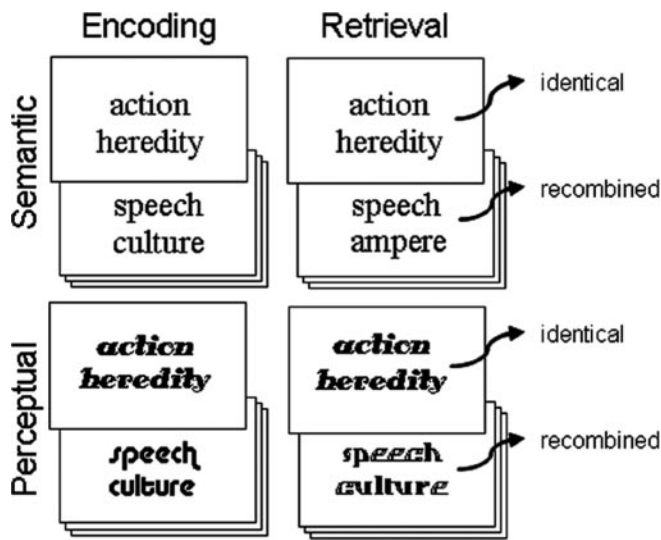 Encoding Retrieval
Semantic
action
heredity
speech
culture
action
heredity
identical
speech
ampere
recombined
Perceptual
action
heredity
speech
culture
action
heredity
identical
speech
culture
recombined